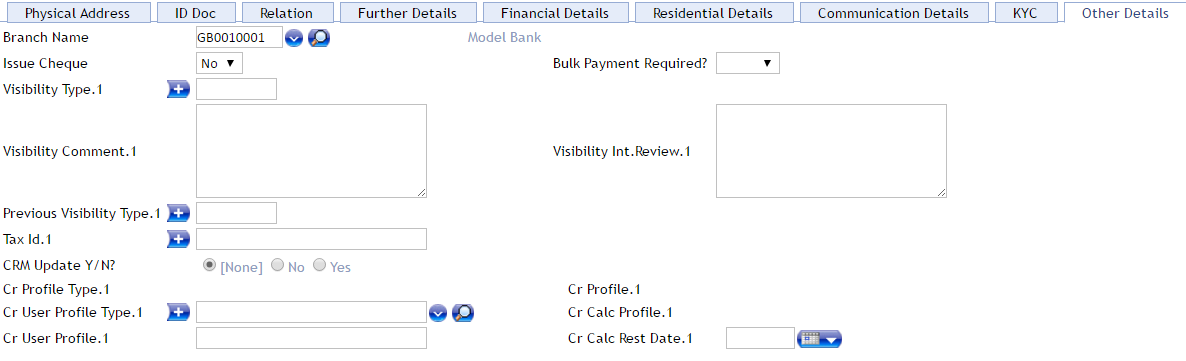 Physical Address ID Doc Relation Further Details Financial Details Residential Details Communication Details KYC Other Details
Branch Name GB0010001 Model Bank
Issue Cheque No Bulk Payment Required?
Visibility Type.1
Visibility Comment.1 Visibility Int.Review.1
Previous Visibility Type.1
Tax Id.1
CRM Update Y/N? [None] No Yes
Cr Profile Type.1 Cr Profile.1
Cr User Profile Type.1 Cr Calc Profile.1
Cr User Profile.1 Cr Calc Rest Date.1